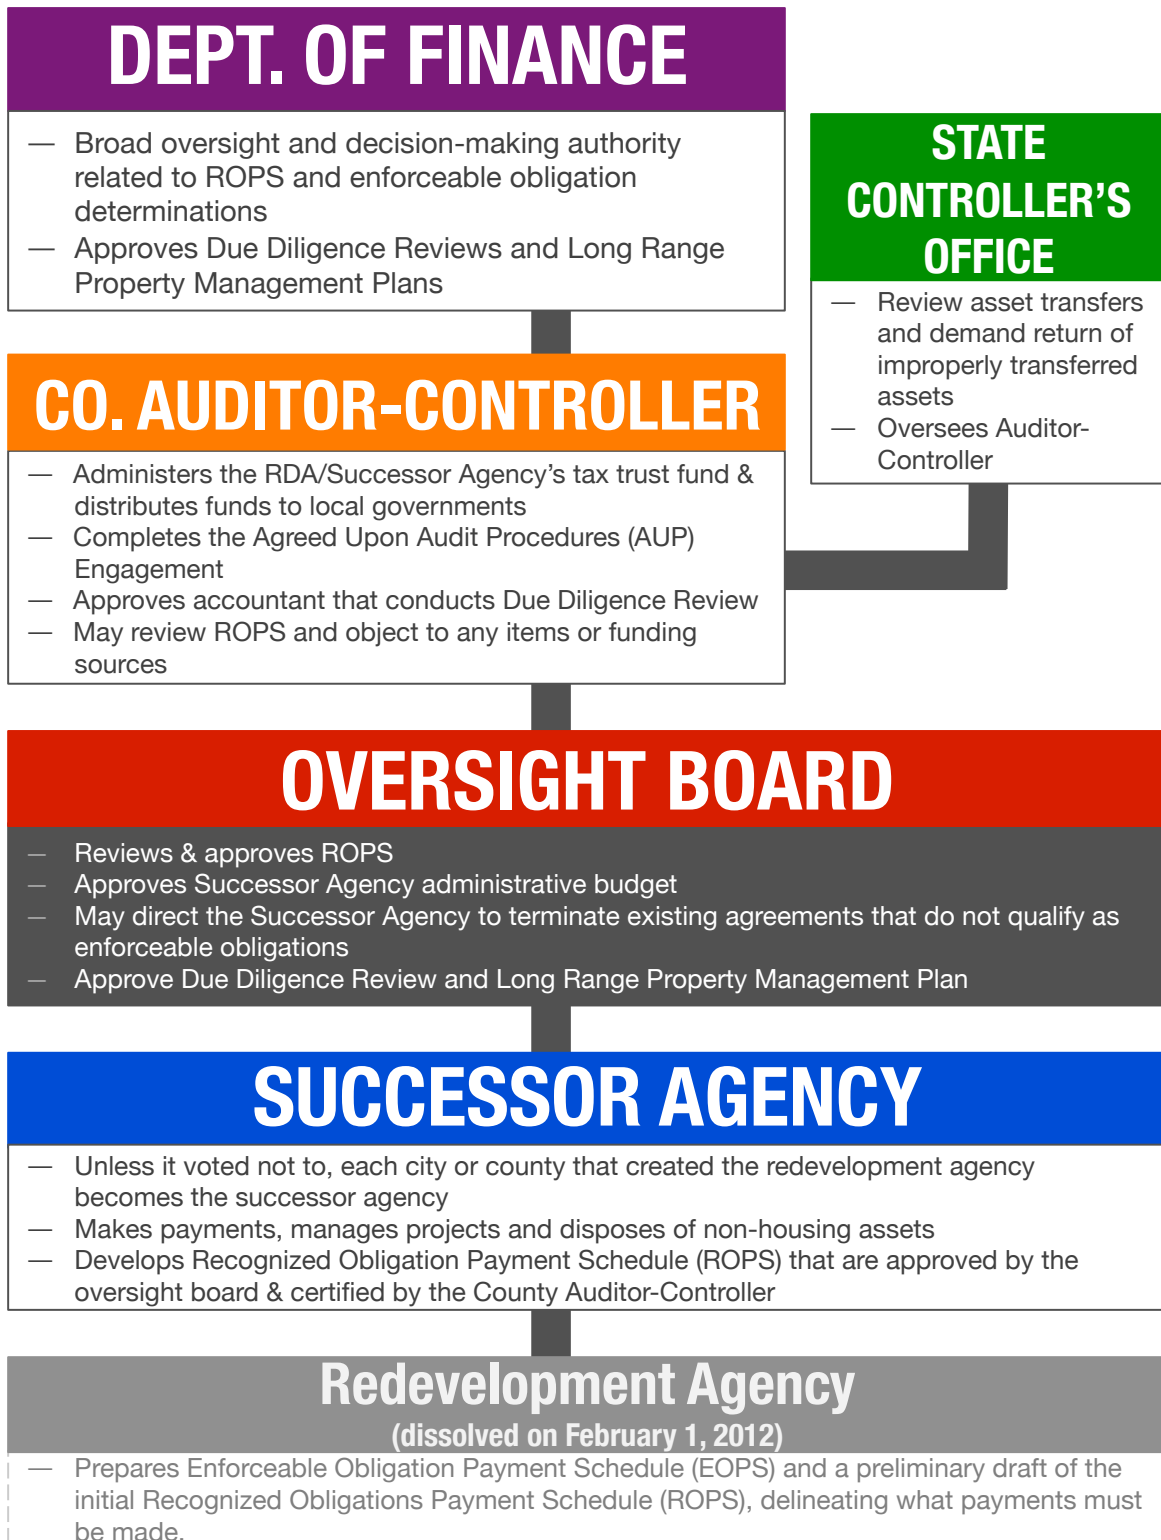 DEPT. OF FINANCE
— Broad oversight and decision-making authority
related to ROPS and enforceable obligation
determinations
— Approves Due Diligence Reviews and Long Range
Property Management Plans
STATE
CONTROLLER’S
OFFICE
— Review asset transfers
and demand return of
improperly transferred
assets
— Oversees Auditor-
Controller
CO. AUDITOR-CONTROLLER
— Administers the RDA/Successor Agency’s tax trust fund &
distributes funds to local governments
— Completes the Agreed Upon Audit Procedures (AUP)
Engagement
— Approves accountant that conducts Due Diligence Review
— May review ROPS and object to any items or funding
sources
OVERSIGHT BOARD
— Reviews & approves ROPS
— Approves Successor Agency administrative budget
— May direct the Successor Agency to terminate existing agreements that do not qualify as
enforceable obligations
— Approve Due Diligence Review and Long Range Property Management Plan
SUCCESSOR AGENCY
— Unless it voted not to, each city or county that created the redevelopment agency
becomes the successor agency
— Makes payments, manages projects and disposes of non-housing assets
— Develops Recognized Obligation Payment Schedule (ROPS) that are approved by the
oversight board & certified by the County Auditor-Controller
Redevelopment Agency
(dissolved on February 1, 2012)
— Prepares Enforceable Obligation Payment Schedule (EOPS) and a preliminary draft of the
initial Recognized Obligations Payment Schedule (ROPS), delineating what payments must
be made.